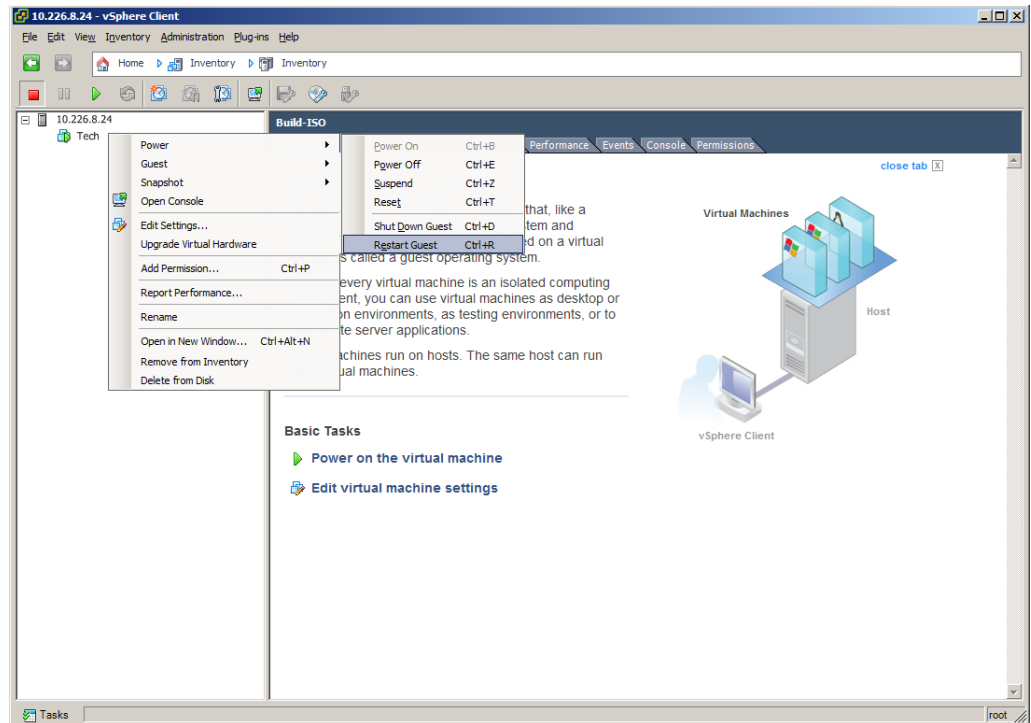 10.226.8.24 - vSphere Client
File Edit View Inventory Administration Plug-ins Help
Home Inventory Inventory
10.226.8.24
Tech
Build-ISO
Performance Events Console Permissions
close tab X
Power
Guest
Snapshot
Open Console
Edit Settings...
Upgrade Virtual Hardware
Add Permission... Ctrl+P
Report Performance...
Rename
Open in New Window... Ctrl+Alt+N
Remove from Inventory
Delete from Disk
Power On Ctrl+B
Power Off Ctrl+E
Suspend Ctrl+Z
Reset Ctrl+T
Shut Down Guest Ctrl+D
Restart Guest Ctrl+R
that, like a
tem and
ed on a virtual
s called a guest operating system.
every virtual machine is an isolated computing
ent, you can use virtual machines as desktop or
on environments, as testing environments, or to
te server applications.
achines run on hosts. The same host can run
ual machines.
Virtual Machines
Host
vSphere Client
Basic Tasks
Power on the virtual machine
Edit virtual machine settings
Tasks
root